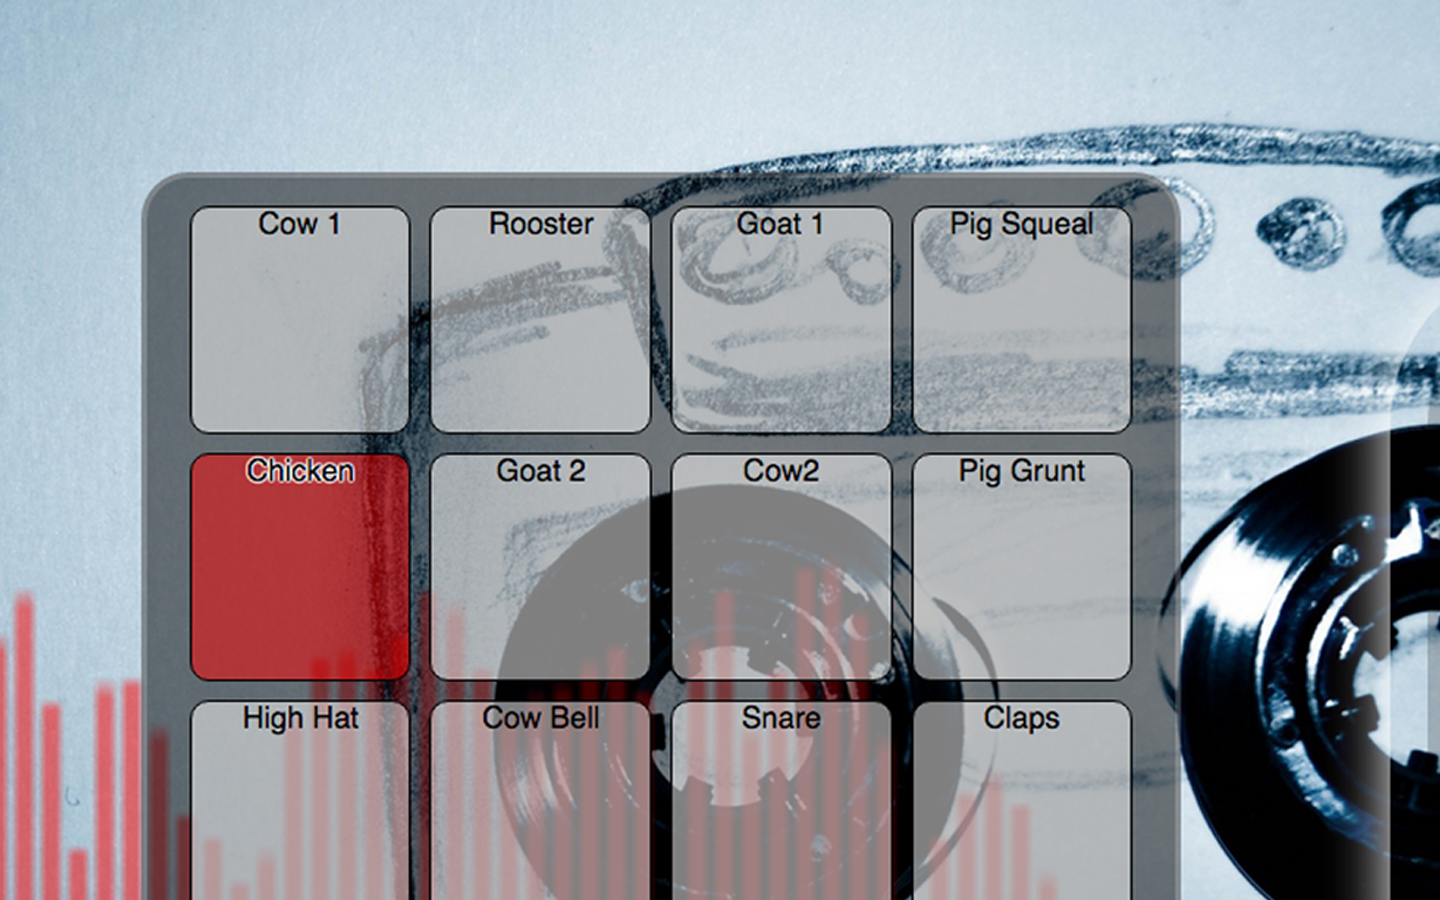 Cow 1
Rooster
Goat 1
Pig Squeal
Chicken
Goat 2
Cow2
Pig Grunt
High Hat
Cow Bell
Snare
Claps